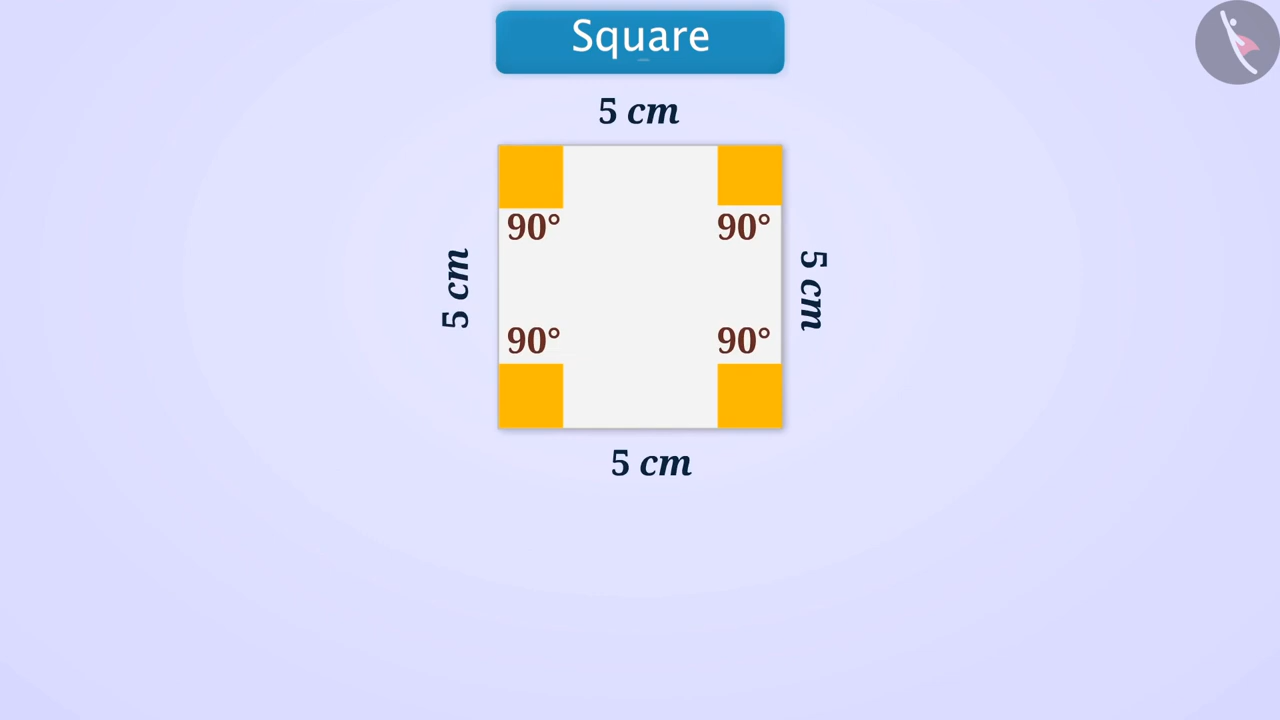 Square
5 cm
90° 90°
5 cm 5 cm
90° 90°
5 cm